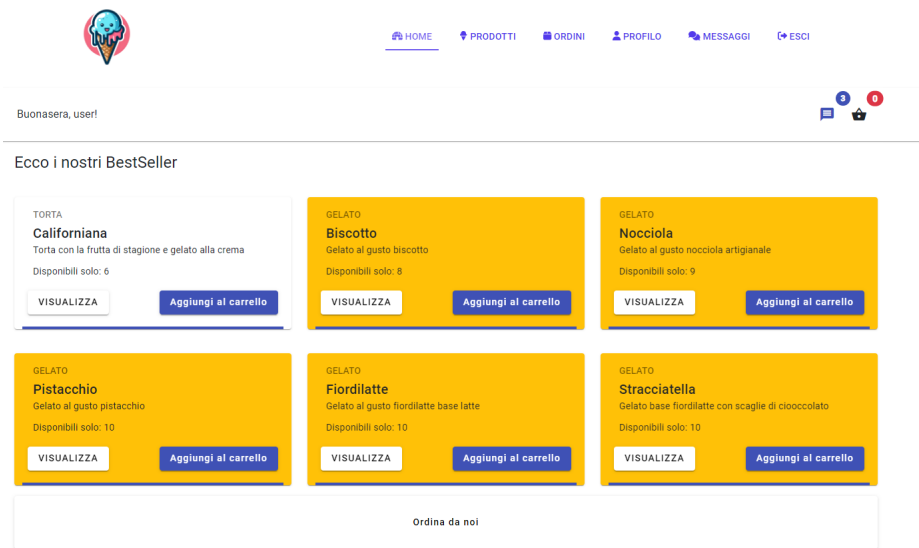 HOME PRODOTTI ORDINI PROFILO MESSAGGI ESCI
3 0
Buonasera, user!
Ecco i nostri BestSeller
TORTA
Californiana
Torta con la frutta di stagione e gelato alla crema
Disponibili solo: 6
VISUALIZZA Aggiungi al carrello
GELATO
Biscotto
Gelato al gusto biscotto
Disponibili solo: 8
VISUALIZZA Aggiungi al carrello
GELATO
Nocciola
Gelato al gusto nocciola artigianale
Disponibili solo: 9
VISUALIZZA Aggiungi al carrello
GELATO
Pistacchio
Gelato al gusto pistacchio
Disponibili solo: 10
VISUALIZZA Aggiungi al carrello
GELATO
Fiordilatte
Gelato al gusto fiordilatte base latte
Disponibili solo: 10
VISUALIZZA Aggiungi al carrello
GELATO
Stracciatella
Gelato base fiordilatte con scaglie di ciooccolato
Disponibili solo: 10
VISUALIZZA Aggiungi al carrello
Ordina da noi